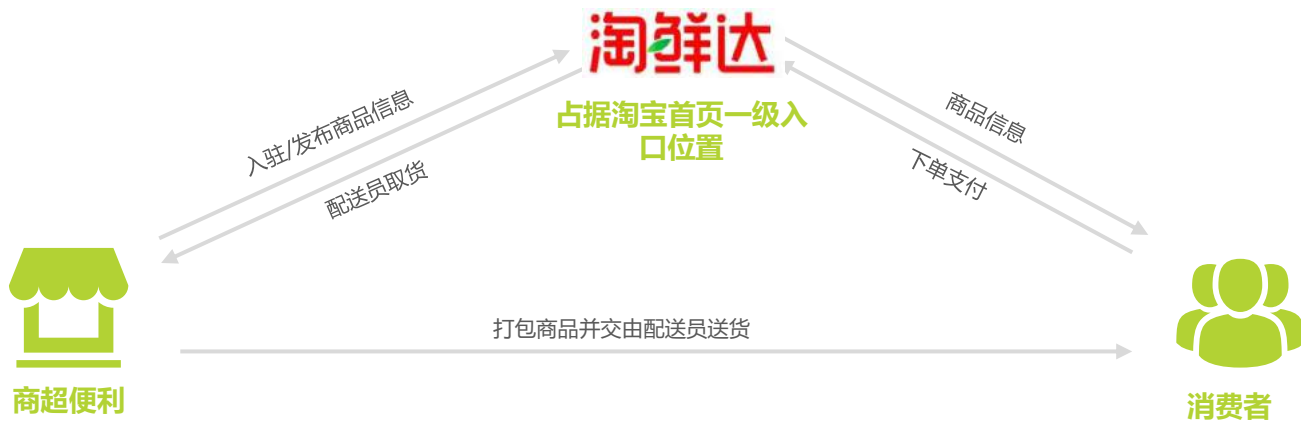 淘鲜达
占据淘宝首页一级入
口位置
入驻/发布商品信息
配送员取货
商品信息
下单支付
打包商品并交由配送员送货
商超便利
消费者